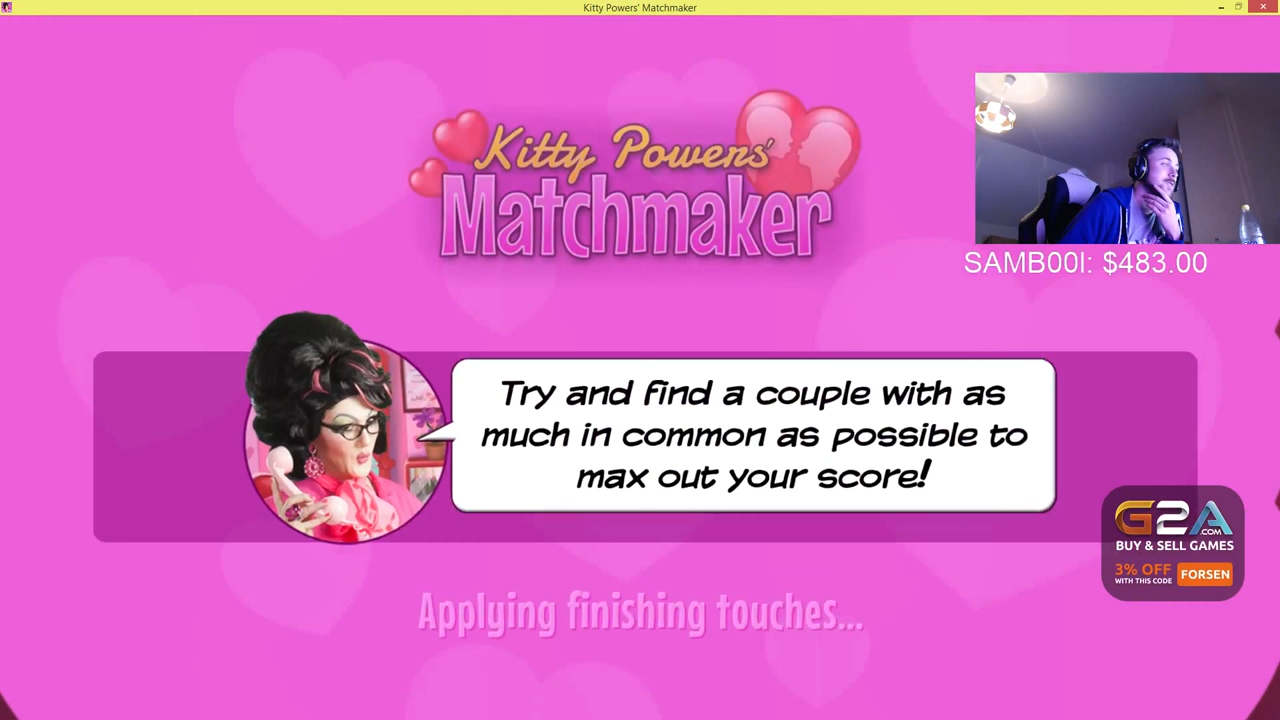 Kitty Powers' Matchmaker
Kitty Powers'
Matchmaker
SAMB00I: $483.00
Try and find a couple with as
much in common as possible to
max out your score!
G2A
.COM
BUY & SELL GAMES
3% OFF
WITH THIS CODE
FORSEN
Applying finishing touches...